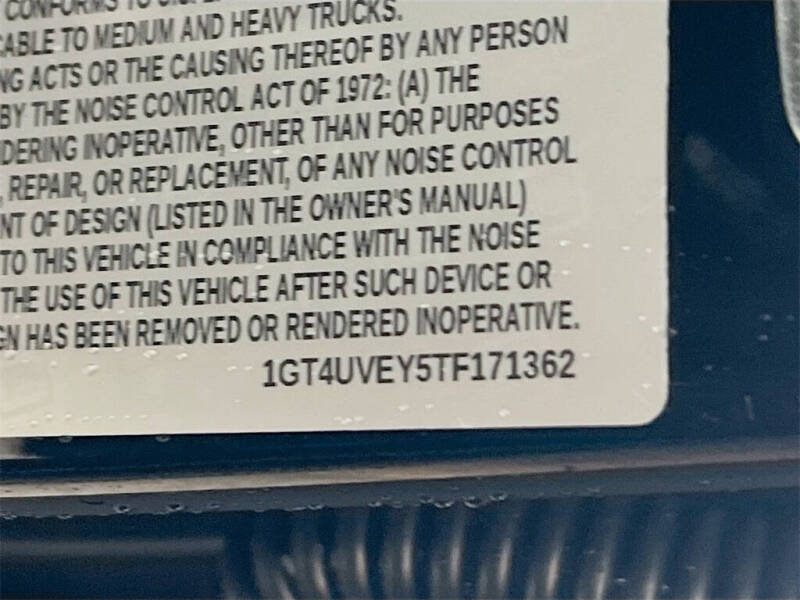 CONFORMS TO U.S.
CABLE TO MEDIUM AND HEAVY TRUCKS.
NG ACTS OR THE CAUSING THEREOF BY ANY PERSON
BY THE NOISE CONTROL ACT OF 1972: (A) THE
DERING INOPERATIVE, OTHER THAN FOR PURPOSES
, REPAIR, OR REPLACEMENT, OF ANY NOISE CONTROL
NT OF DESIGN (LISTED IN THE OWNER'S MANUAL)
TO THIS VEHICLE IN COMPLIANCE WITH THE NOISE
THE USE OF THIS VEHICLE AFTER SUCH DEVICE OR
GN HAS BEEN REMOVED OR RENDERED INOPERATIVE.
1GT4UVEY5TF171362